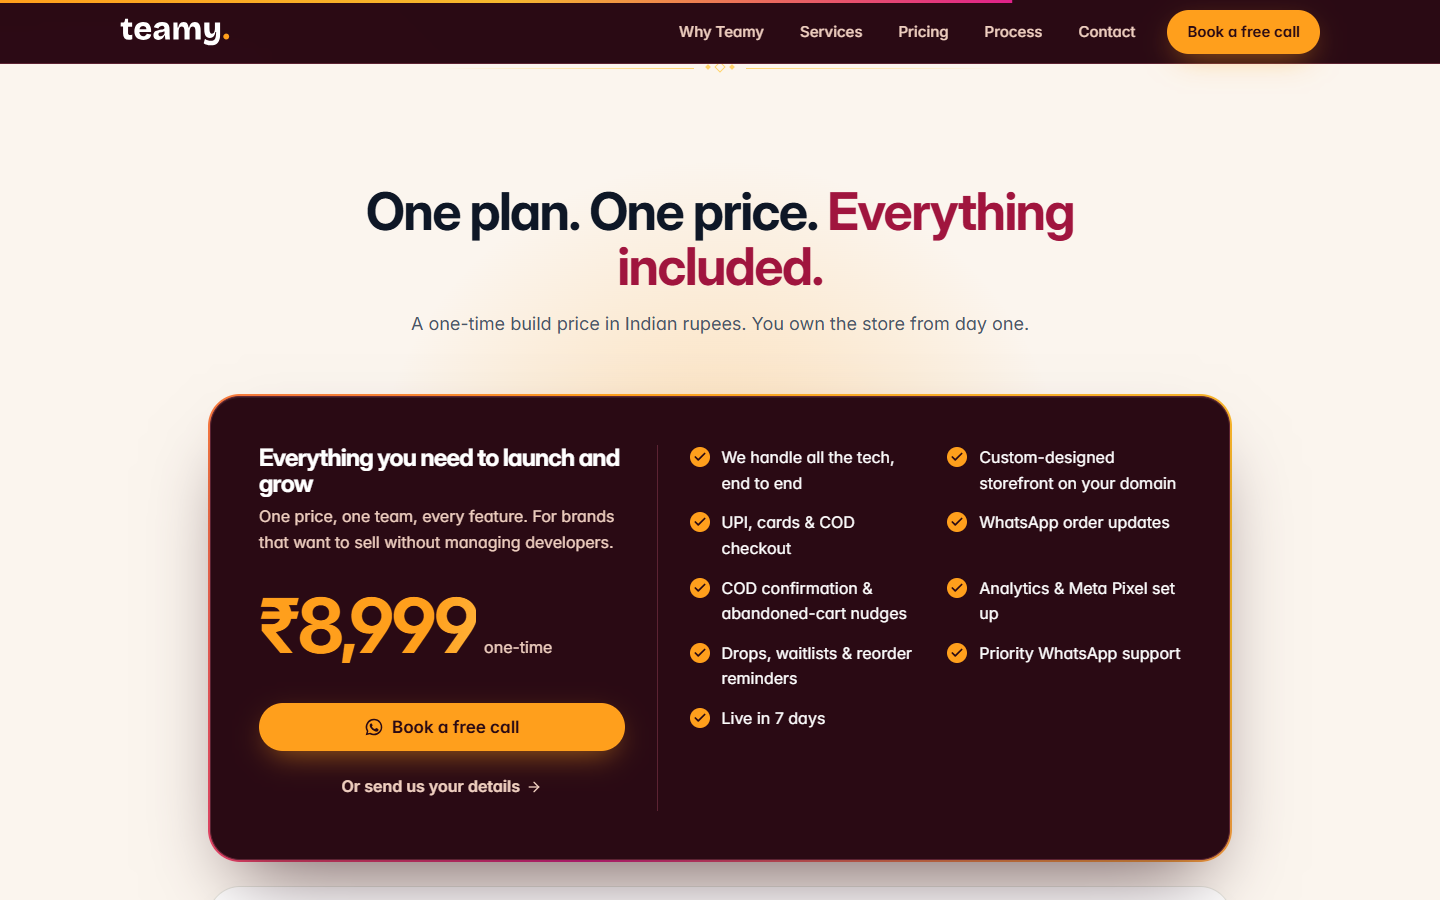 teamy.
Why Teamy
Services
Pricing
Process
Contact
Book a free call
One plan. One price. Everything
included.
A one-time build price in Indian rupees. You own the store from day one.
Everything you need to launch and
grow
One price, one team, every feature. For brands
that want to sell without managing developers.
₹8,999 one-time
Book a free call
Or send us your details →
We handle all the tech,
end to end
Custom-designed
storefront on your domain
UPI, cards & COD
checkout
WhatsApp order updates
COD confirmation &
abandoned-cart nudges
Analytics & Meta Pixel set
up
Drops, waitlists & reorder
reminders
Priority WhatsApp support
Live in 7 days